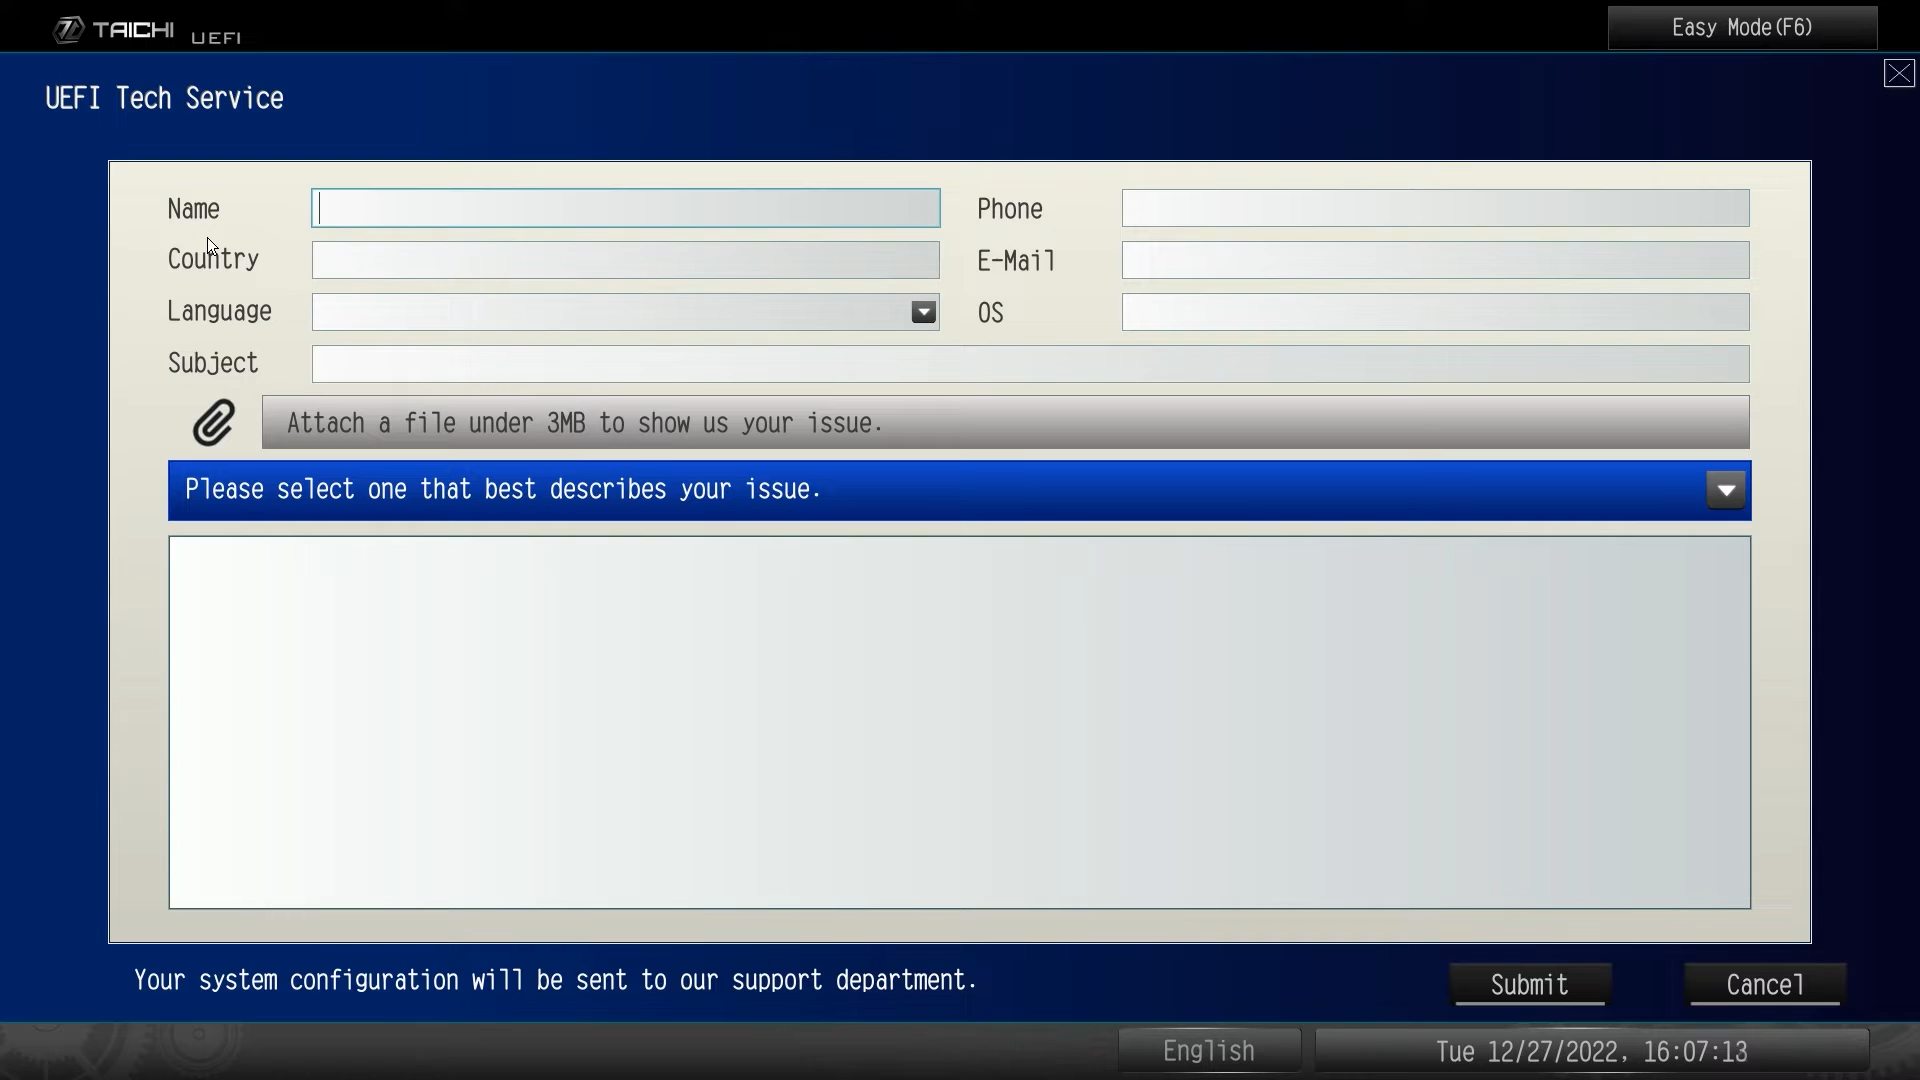 TAICHI UEFI
Easy Mode(F6)
UEFI Tech Service
Name
Phone
Country
E-Mail
Language
OS
Subject
Attach a file under 3MB to show us your issue.
Please select one that best describes your issue.
Your system configuration will be sent to our support department.
Submit
Cancel
English
Tue 12/27/2022, 16:07:13